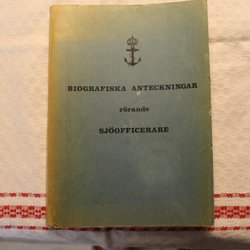 BIOGRAFISKA ANTECKNINGAR
rörande
SJÖOFFICERARE